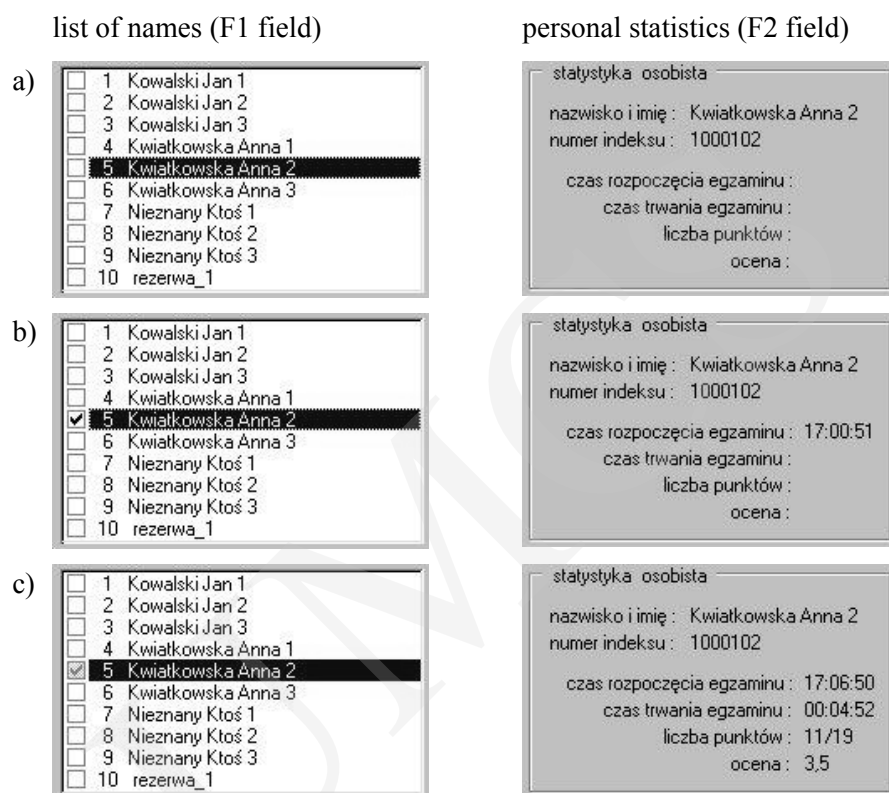 list of names (F1 field)
personal statistics (F2 field)
a)
1 Kowalski Jan 1
2 Kowalski Jan 2
3 Kowalski Jan 3
4 Kwiatkowska Anna 1
5 Kwiatkowska Anna 2
6 Kwiatkowska Anna 3
7 Nieznany Ktoś 1
8 Nieznany Ktoś 2
9 Nieznany Ktoś 3
10 rezerwa_1
statystyka osobista
nazwisko i imię : Kwiatkowska Anna 2
numer indeksu : 1000102
czas rozpoczęcia egzaminu :
czas trwania egzaminu :
liczba punktów :
ocena :
b)
1 Kowalski Jan 1
2 Kowalski Jan 2
3 Kowalski Jan 3
4 Kwiatkowska Anna 1
5 Kwiatkowska Anna 2
6 Kwiatkowska Anna 3
7 Nieznany Ktoś 1
8 Nieznany Ktoś 2
9 Nieznany Ktoś 3
10 rezerwa_1
statystyka osobista
nazwisko i imię : Kwiatkowska Anna 2
numer indeksu : 1000102
czas rozpoczęcia egzaminu : 17:00:51
czas trwania egzaminu :
liczba punktów :
ocena :
c)
1 Kowalski Jan 1
2 Kowalski Jan 2
3 Kowalski Jan 3
4 Kwiatkowska Anna 1
5 Kwiatkowska Anna 2
6 Kwiatkowska Anna 3
7 Nieznany Ktoś 1
8 Nieznany Ktoś 2
9 Nieznany Ktoś 3
10 rezerwa_1
statystyka osobista
nazwisko i imię : Kwiatkowska Anna 2
numer indeksu : 1000102
czas rozpoczęcia egzaminu : 17:06:50
czas trwania egzaminu : 00:04:52
liczba punktów : 11/19
ocena : 3,5
UMCS